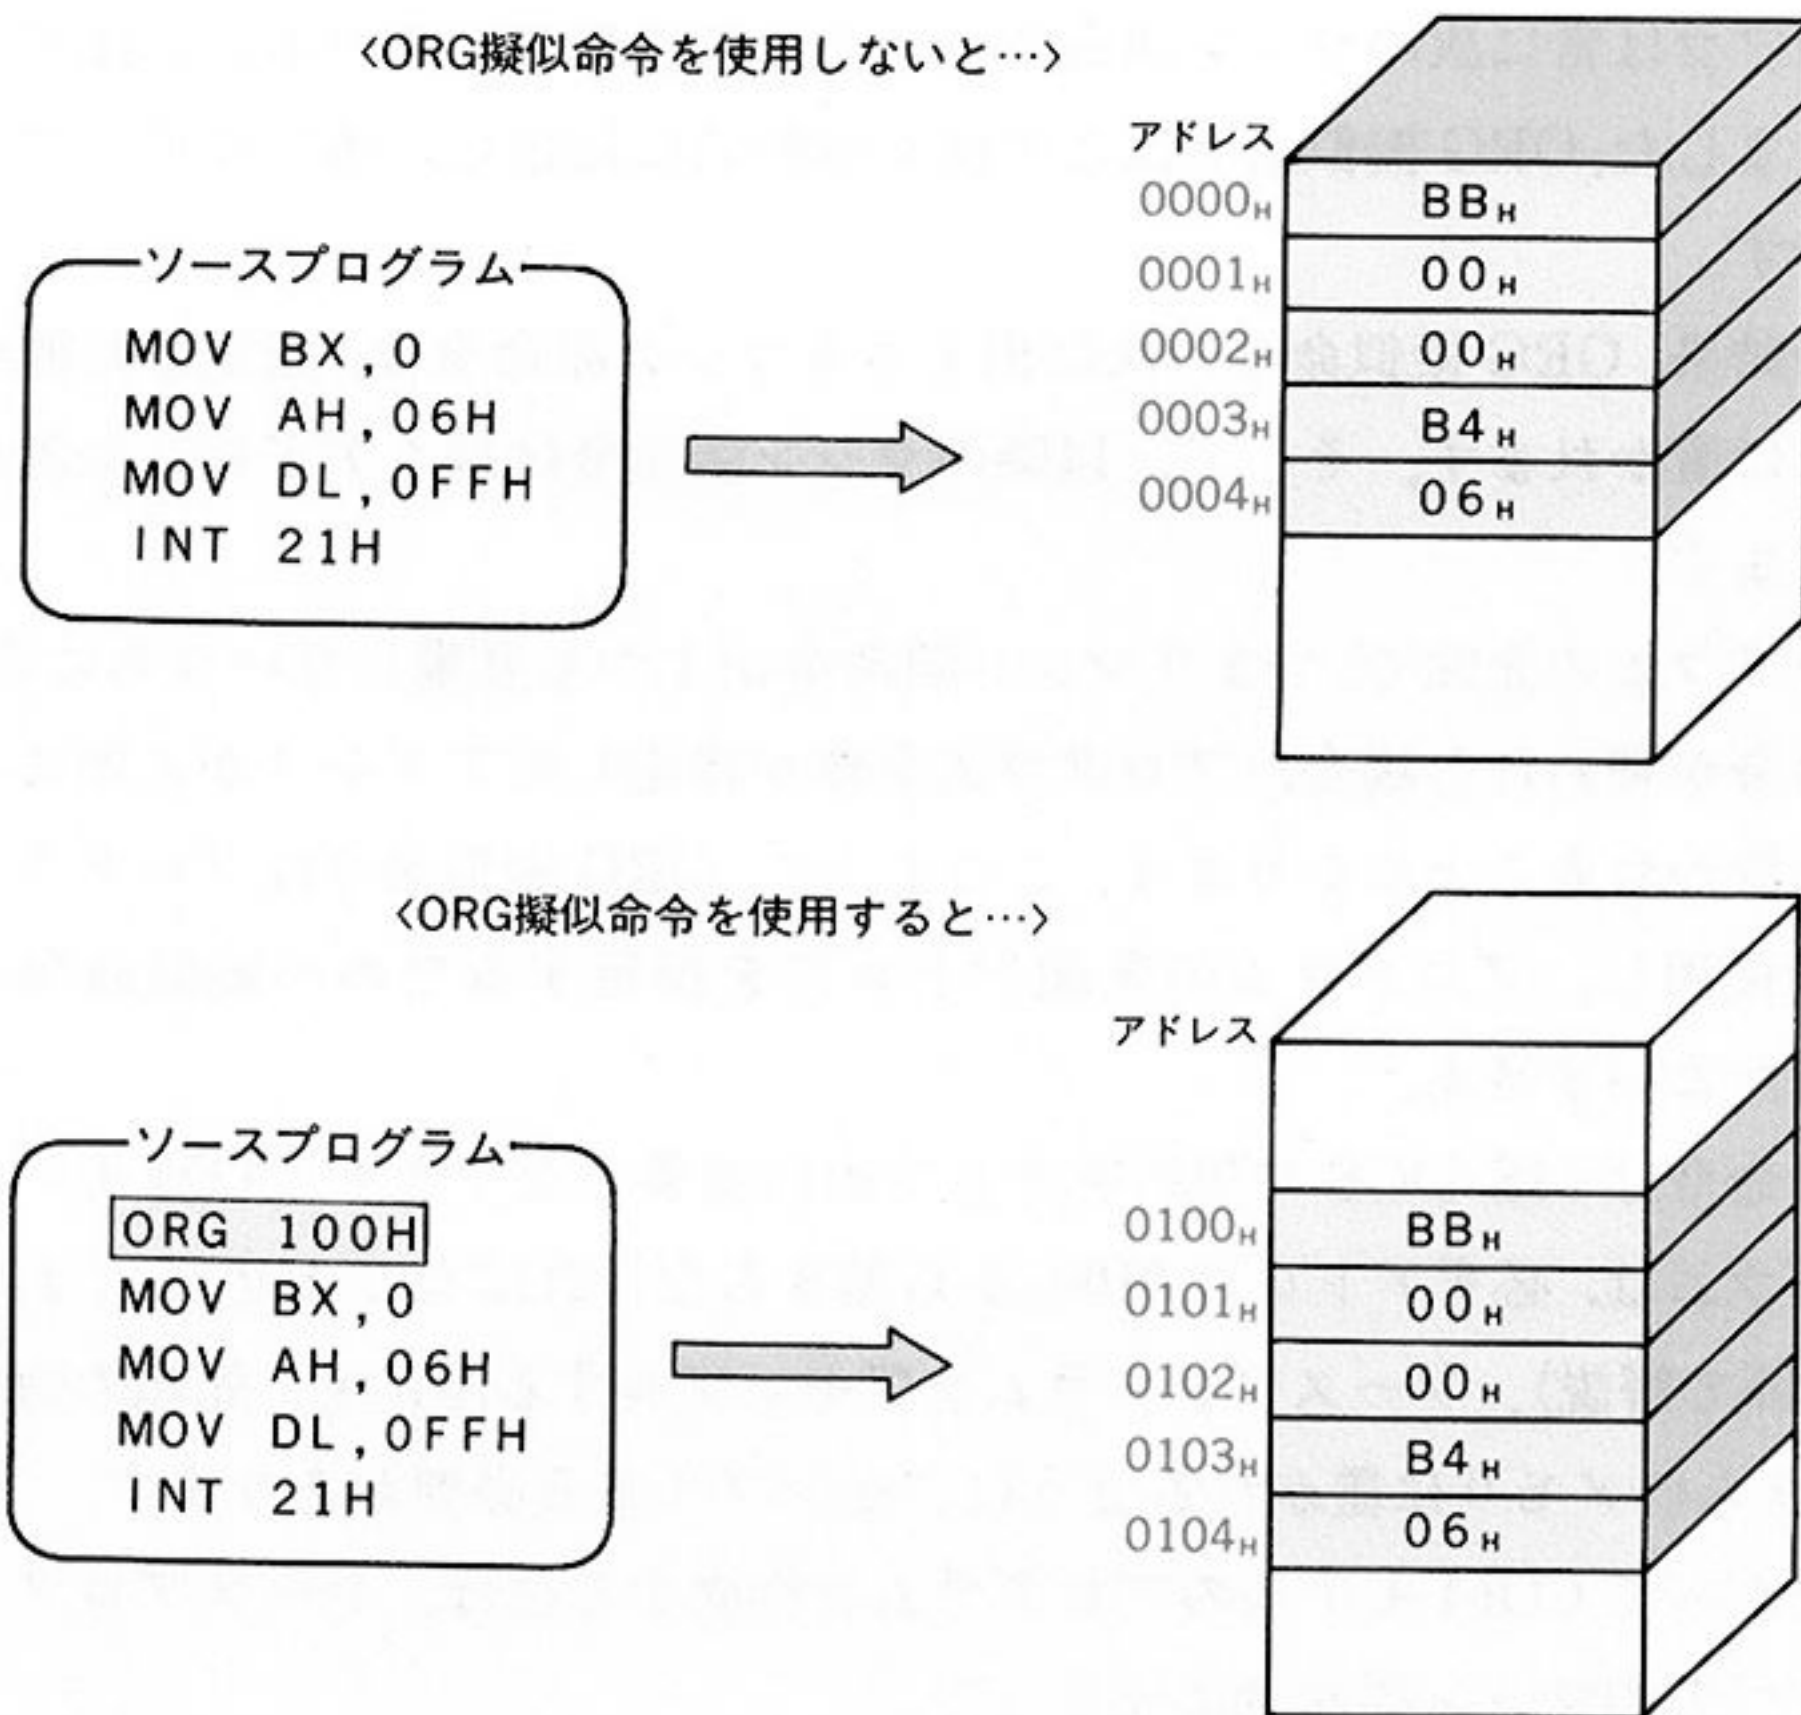 〈ORG擬似命令を使用しないと…〉
アドレス
0000H BBH
0001H 00H
0002H 00H
0003H B4H
0004H 06H
ソースプログラム
MOV BX,0
MOV AH,06H
MOV DL,0FFH
INT 21H
〈ORG擬似命令を使用すると…〉
アドレス
0100H BBH
0101H 00H
0102H 00H
0103H B4H
0104H 06H
ソースプログラム
ORG 100H
MOV BX,0
MOV AH,06H
MOV DL,0FFH
INT 21H